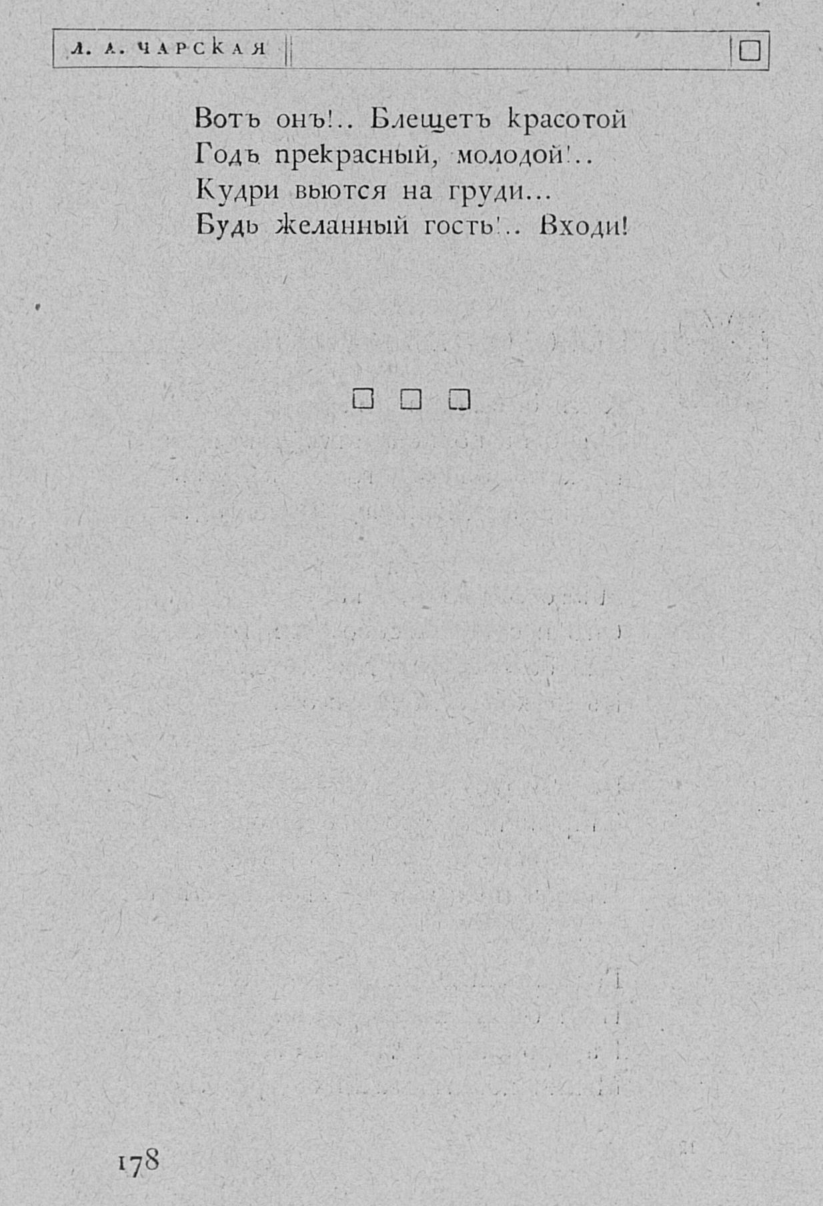 Л. А. ЧАРСКАЯ
Вотъ онъ!.. Блещетъ красотой
Годъ прекрасный, молодой!..
Кудри вьются на груди...
Будь желанный гость!.. Входи!
178